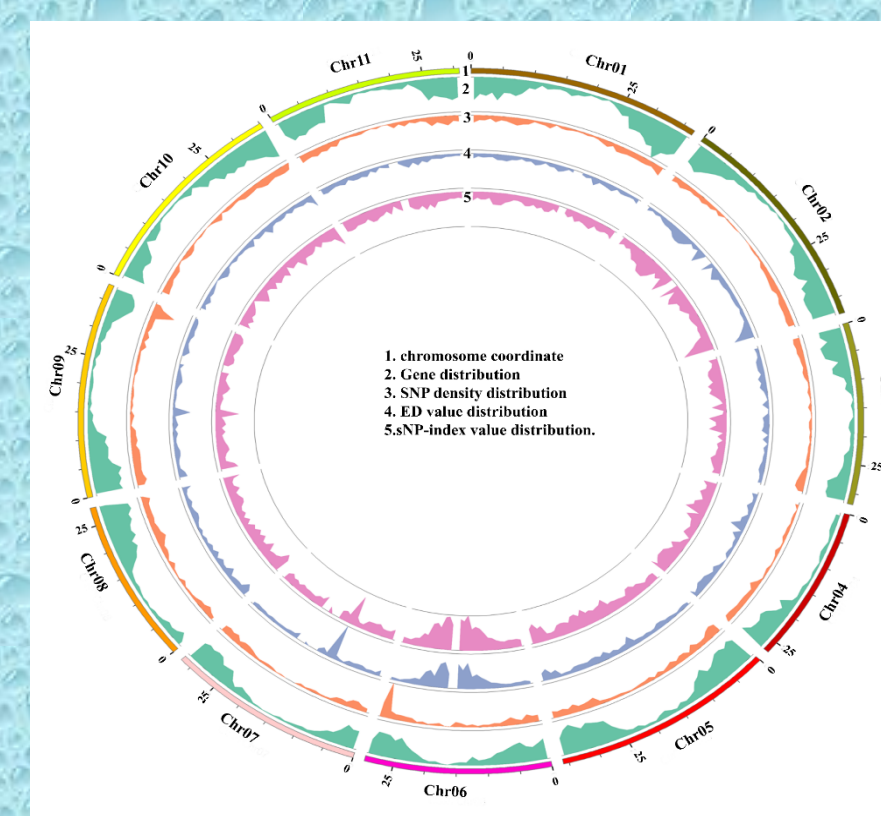 Chr01
0
25
Chr02
0
25
0
25
Chr04
0
25
Chr05
0
25
Chr06
0
25
Chr07
0
25
Chr08
0
25
Chr09
0
25
Chr10
0
25
Chr11
0
25
1
2
3
4
5
1. chromosome coordinate
2. Gene distribution
3. SNP density distribution
4. ED value distribution
5.sNP-index value distribution.